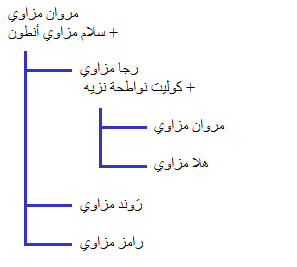 مروان مزاوي
+ سلام مزاوي أنطون
رجا مزاوي
+ كوليت نواطحة نزيه
مروان مزاوي
هلا مزاوي
رَوند مزاوي
رامز مزاوي